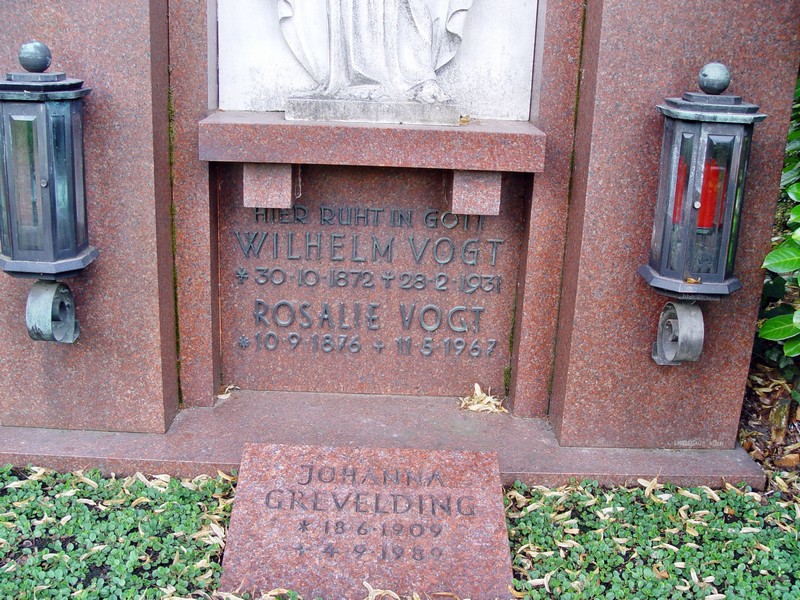 HIER RUHT IN GOTT
WILHELM VOGT
* 30·10·1872 + 28·2·1931
ROSALIE VOGT
* 10·9·1876 + 11·5·1967
JOHANNA
GREVELDING
* 18·6·1909
+ 4·9·1989